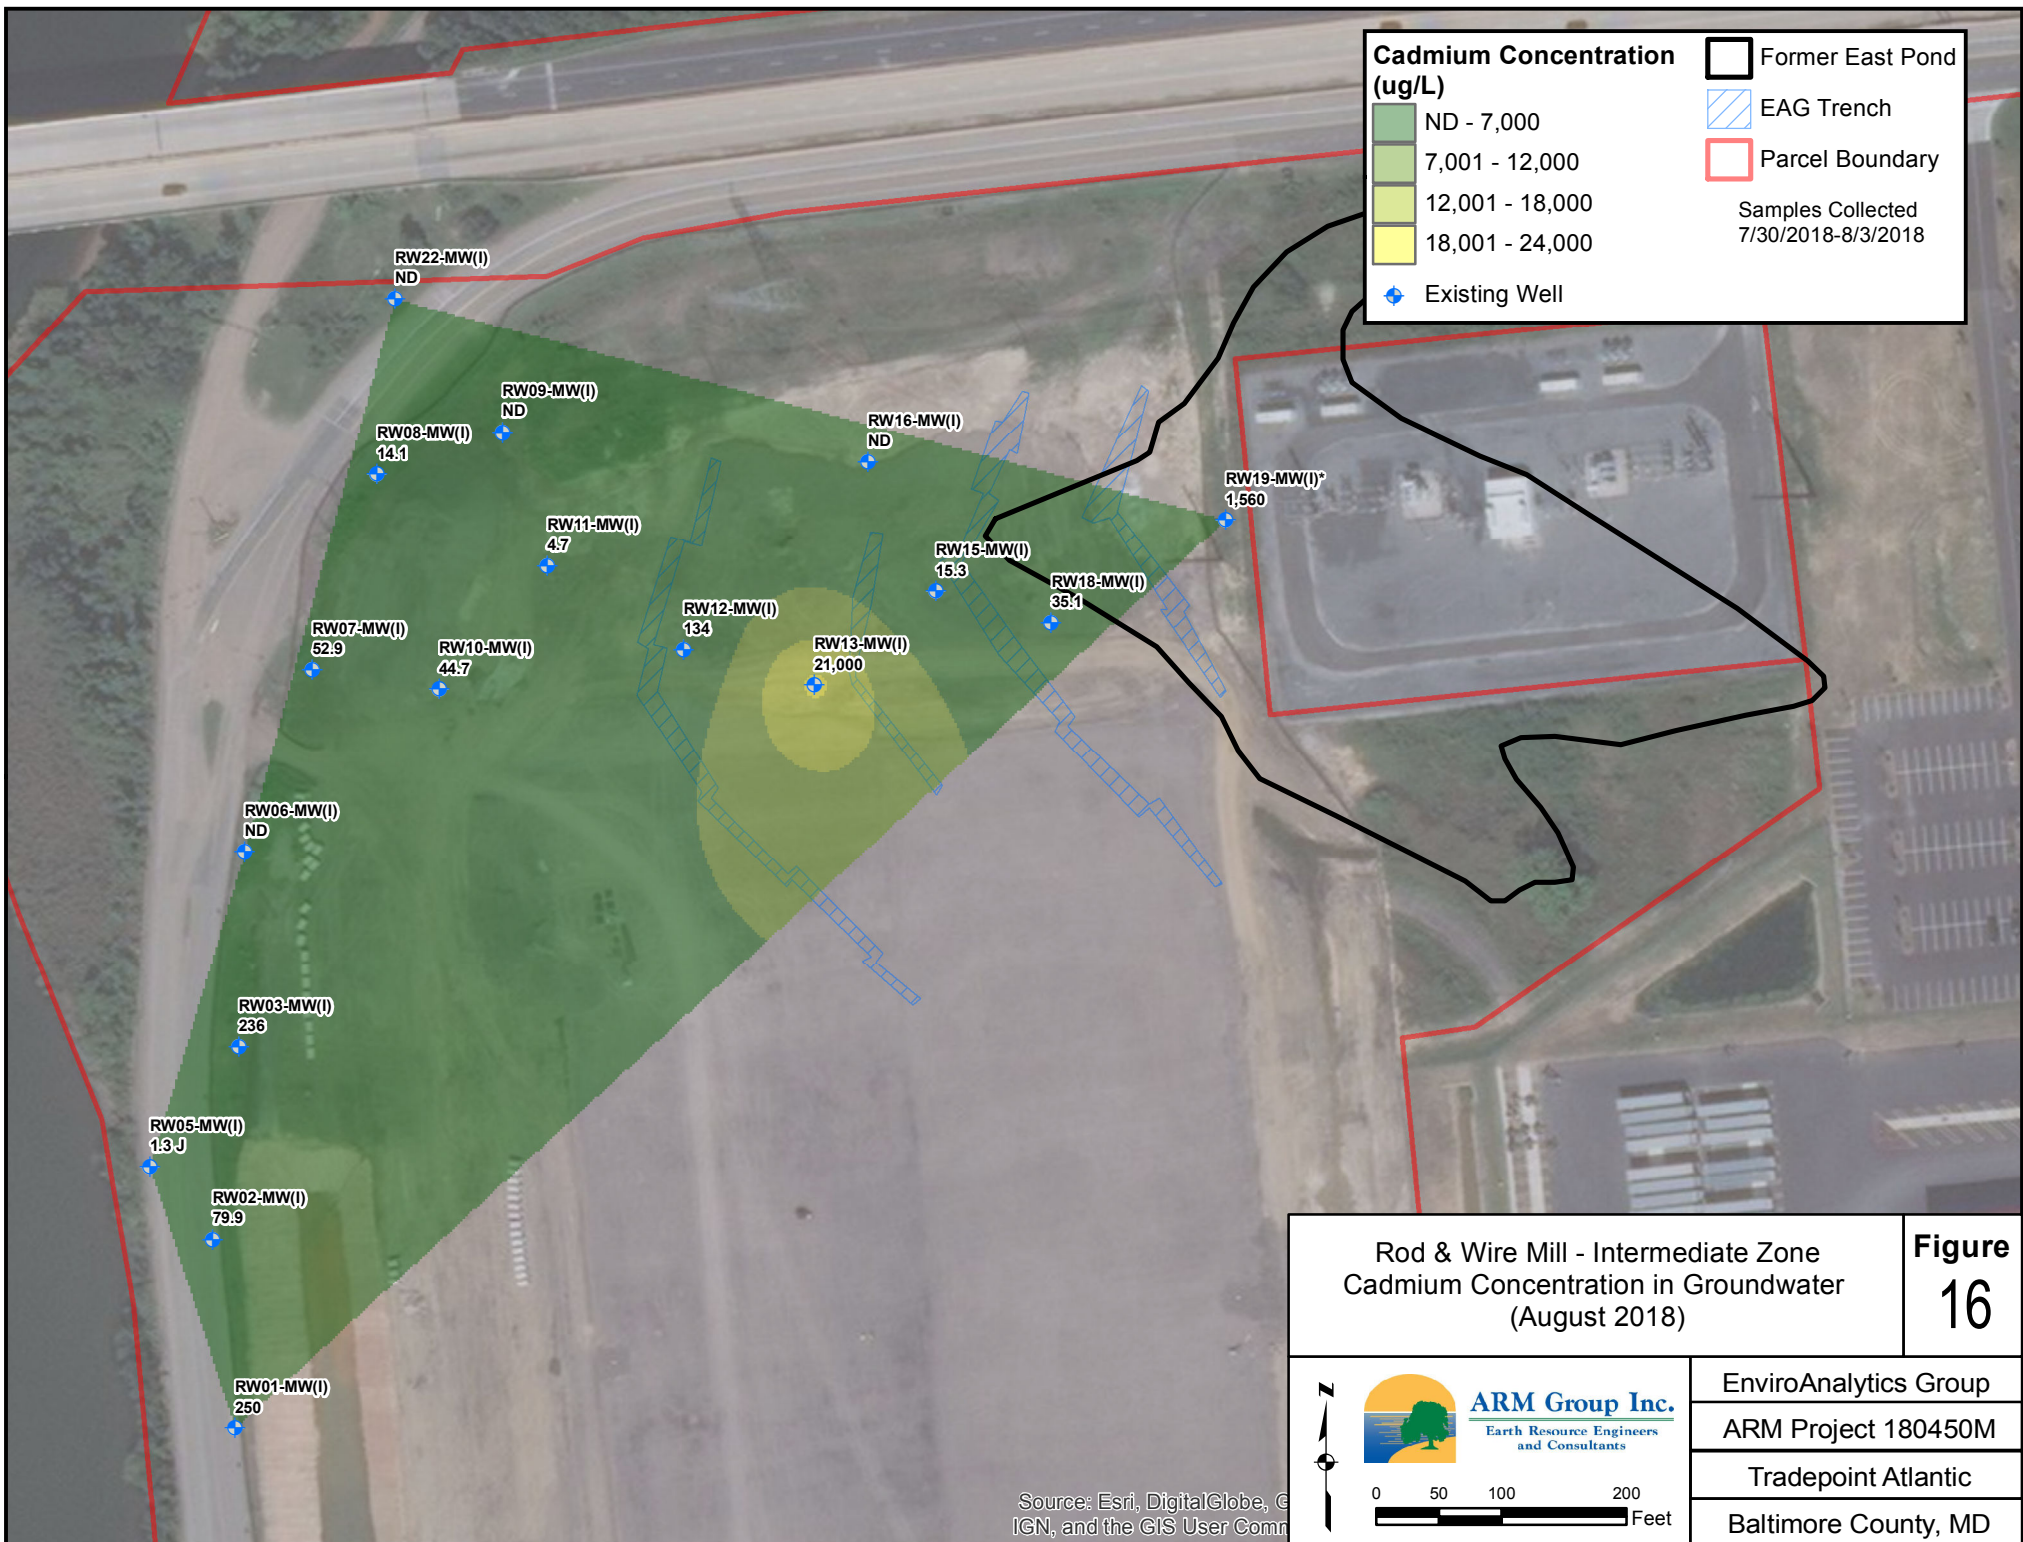 Cadmium Concentration
(ug/L)
ND - 7,000
7,001 - 12,000
12,001 - 18,000
18,001 - 24,000
Existing Well
Former East Pond
EAG Trench
Parcel Boundary
Samples Collected
7/30/2018-8/3/2018
RW22-MW(I)
ND
RW09-MW(I)
ND
RW08-MW(I)
14.1
RW16-MW(I)
ND
RW19-MW(I)*
1,560
RW11-MW(I)
4.7
RW15-MW(I)
15.3
RW18-MW(I)
35.1
RW12-MW(I)
134
RW07-MW(I)
52.9
RW10-MW(I)
44.7
RW13-MW(I)
21,000
RW06-MW(I)
ND
RW03-MW(I)
236
RW05-MW(I)
1.3 J
RW02-MW(I)
79.9
RW01-MW(I)
250
Source: Esri, DigitalGlobe, G
IGN, and the GIS User Comm
Rod & Wire Mill - Intermediate Zone
Cadmium Concentration in Groundwater
(August 2018)
Figure
16
N
ARM Group Inc.
Earth Resource Engineers
and Consultants
0 50 100 200
Feet
EnviroAnalytics Group
ARM Project 180450M
Tradepoint Atlantic
Baltimore County, MD